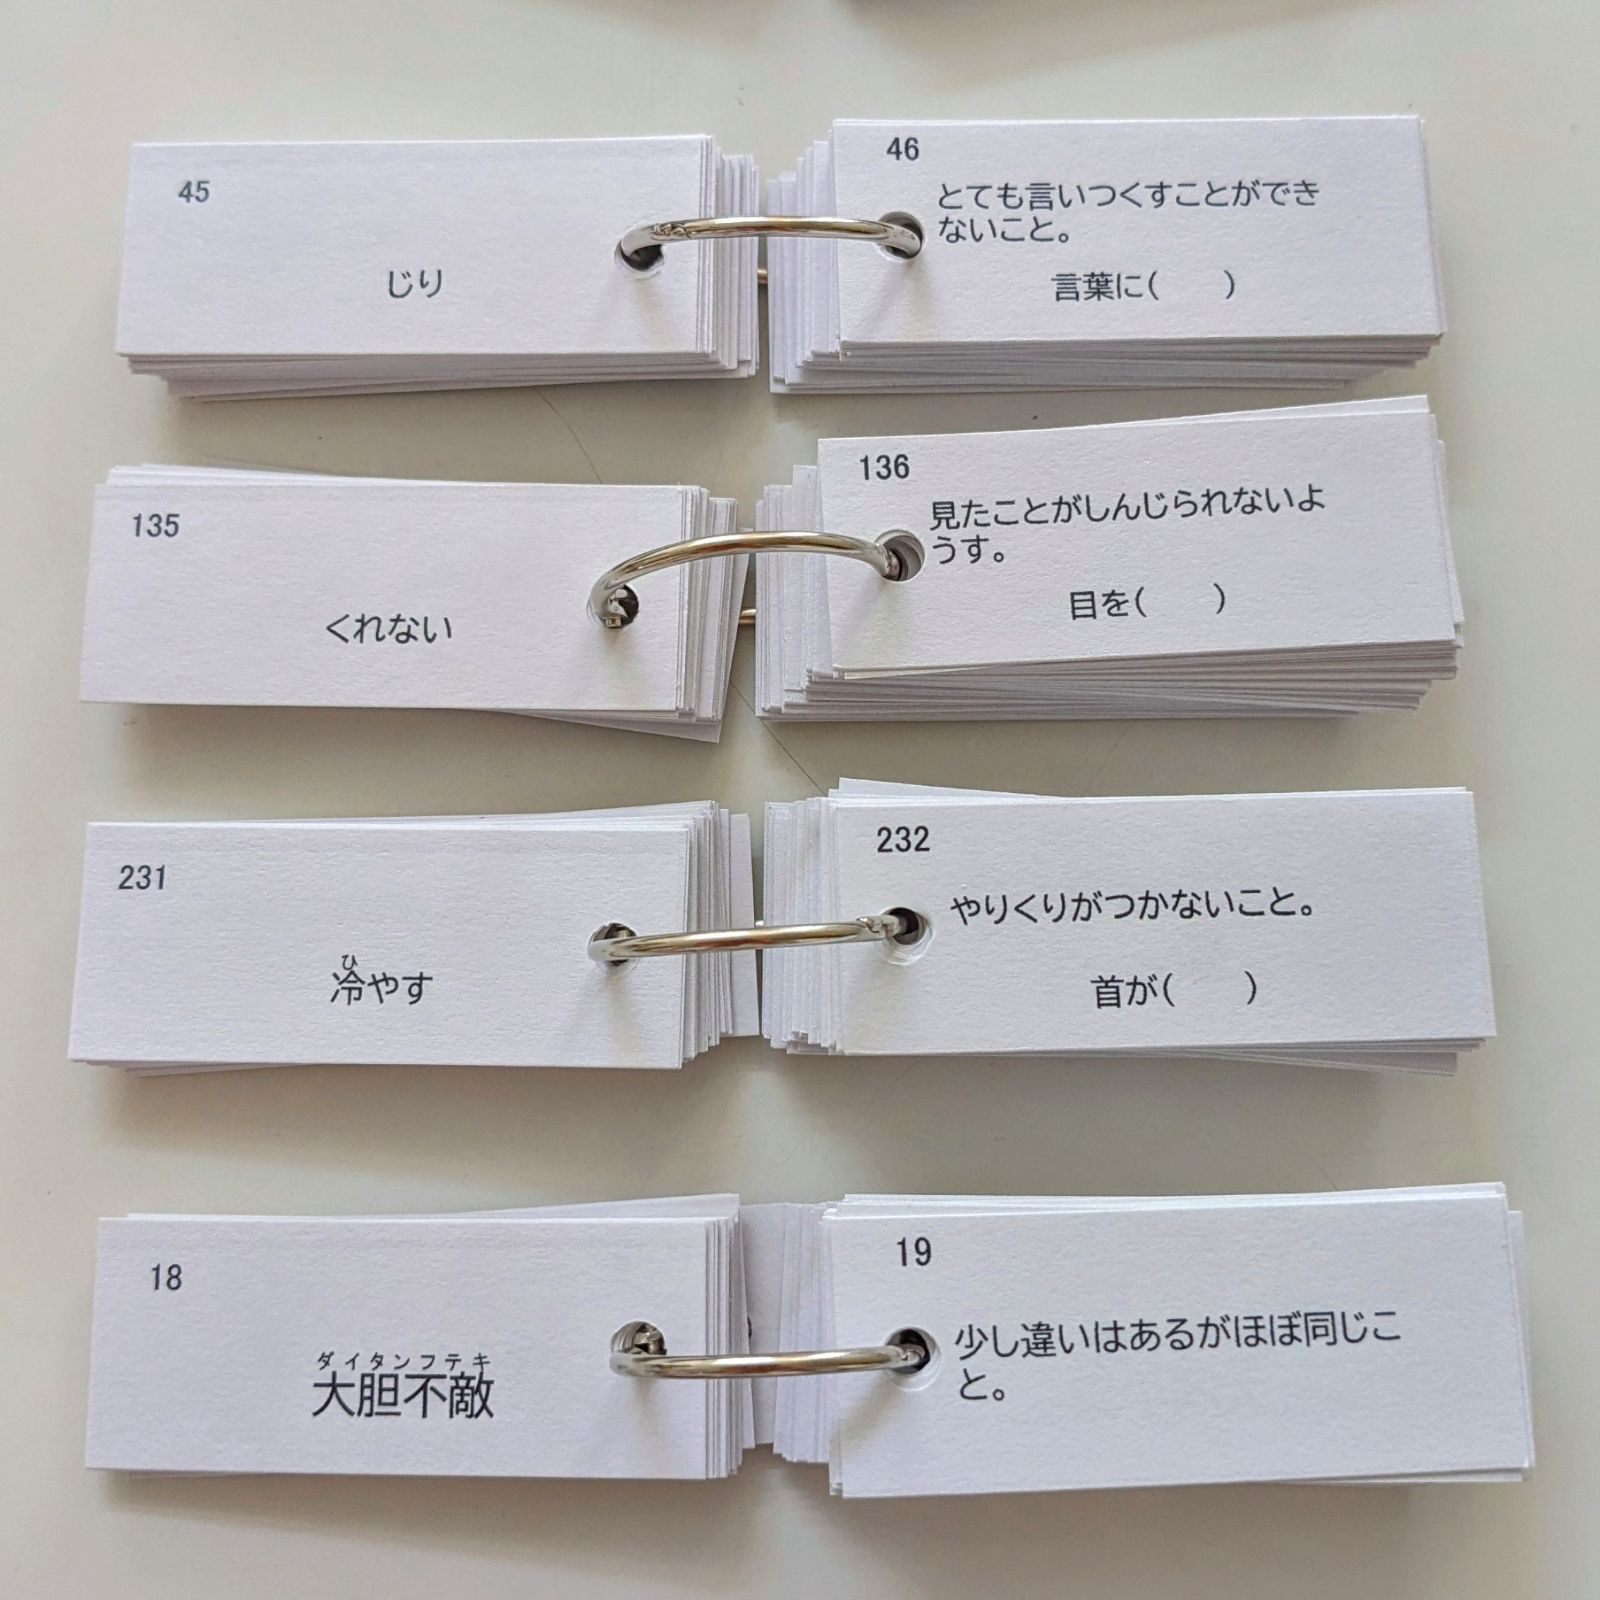 45
じり
46
とても言いつくすことができ
ないこと。
言葉に(　　)
135
くれない
136
見たことがしんじられないよ
うす。
目を(　　)
231
ひ
冷やす
232
やりくりがつかないこと。
首が(　　)
18
ダイタンフテキ
大胆不敵
19
少し違いはあるがほぼ同じこ
と。